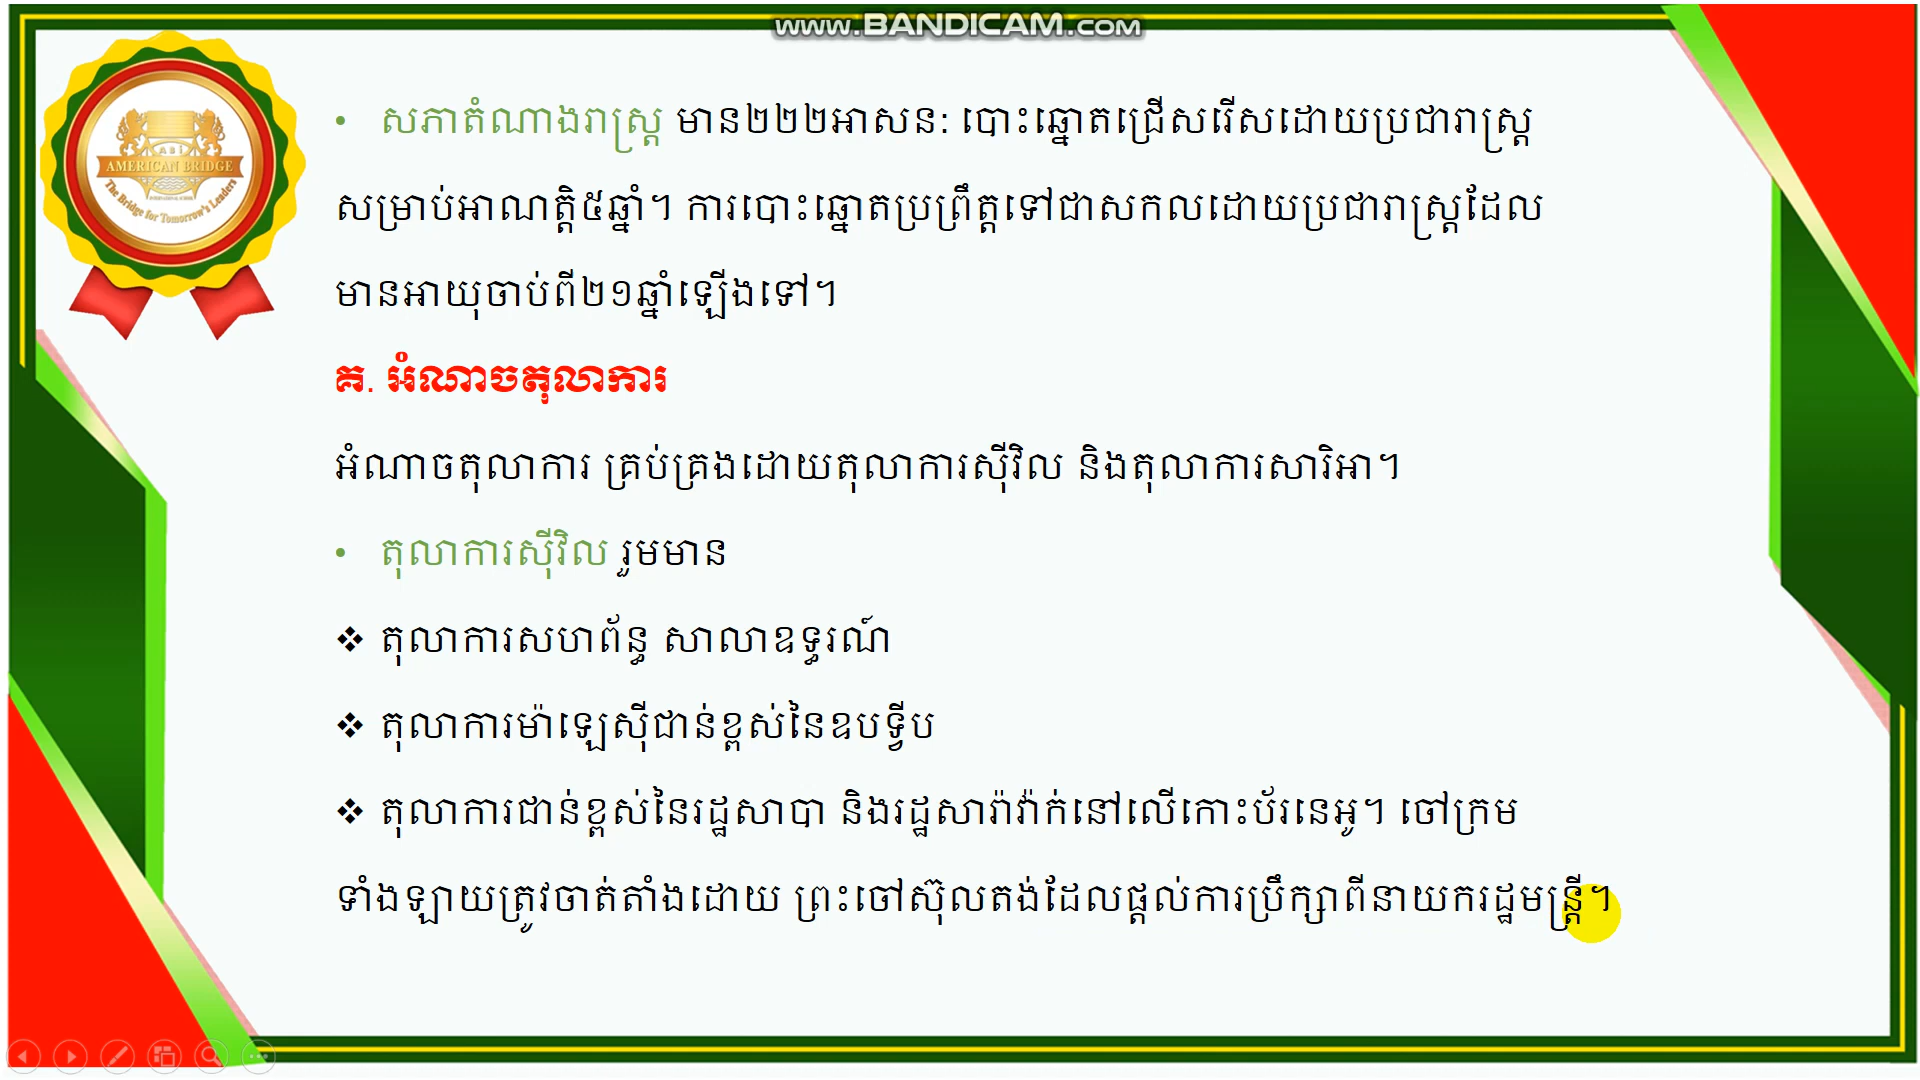 www.BANDICAM.com
• សភាតំណាងរាស្ត្រ មាន២២២អាសនៈ បោះឆ្នោតជ្រើសរើសដោយប្រជារាស្ត្រ
សម្រាប់អាណត្តិ៥ឆ្នាំ។ ការបោះឆ្នោតប្រព្រឹត្តទៅជាសកលដោយប្រជារាស្ត្រដែល
មានអាយុចាប់ពី២១ឆ្នាំឡើងទៅ។
គ. អំណាចតុលាការ
អំណាចតុលាការ គ្រប់គ្រងដោយតុលាការស៊ីវិល និងតុលាការសារិអា។
• តុលាការស៊ីវិល រួមមាន
❖ តុលាការសហព័ន្ធ សាលាឧទ្ធរណ៍
❖ តុលាការម៉ាឡេស៊ីជាន់ខ្ពស់នៃឧបទ្វីប
❖ តុលាការជាន់ខ្ពស់នៃរដ្ឋសាបា និងរដ្ឋសារ៉ាវ៉ាក់នៅលើកោះប័រនេអូ។ ចៅក្រម
ទាំងឡាយត្រូវចាត់តាំងដោយ ព្រះចៅស៊ុលតង់ដែលផ្តល់ការប្រឹក្សាពីនាយករដ្ឋមន្ត្រី។
ABI
AMERICAN BRIDGE
INTERNATIONAL SCHOOL
The Bridge for Tomorrow's Leaders